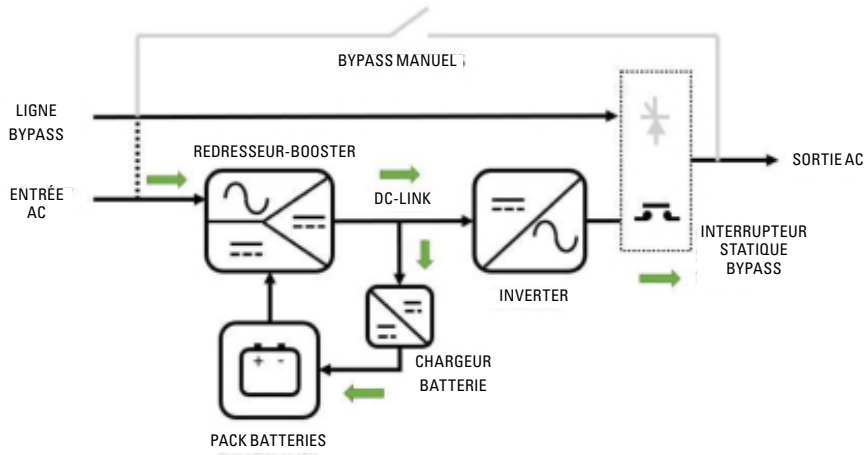 BYPASS MANUEL
LIGNE
BYPASS
REDRESSEUR-BOOSTER
SORTIE AC
ENTRÉE
AC
DC-LINK
INTERRUPTEUR
STATIQUE
BYPASS
INVERTER
CHARGEUR
BATTERIE
+ -
PACK BATTERIES